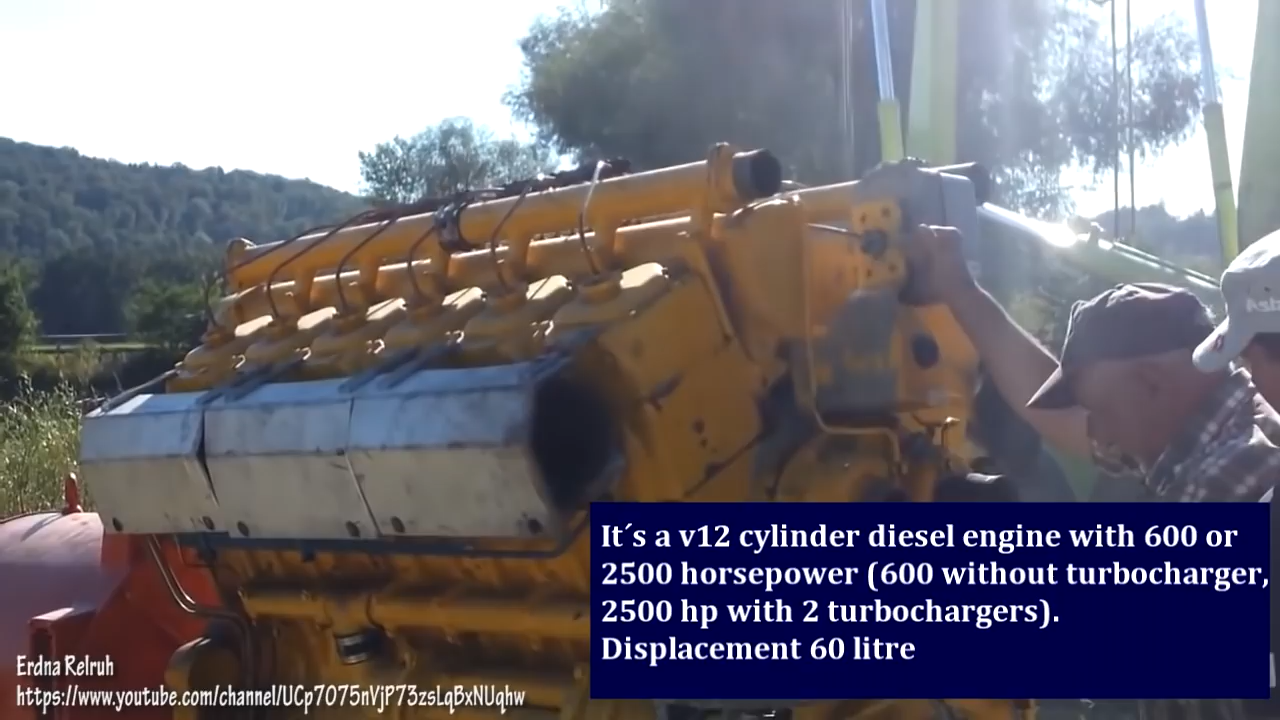 Ash
It´s a v12 cylinder diesel engine with 600 or
2500 horsepower (600 without turbocharger,
2500 hp with 2 turbochargers).
Displacement 60 litre
Erdna Relruh
https://www.youtube.com/channel/UCp7075nVjP73zsLqBxNUqhw